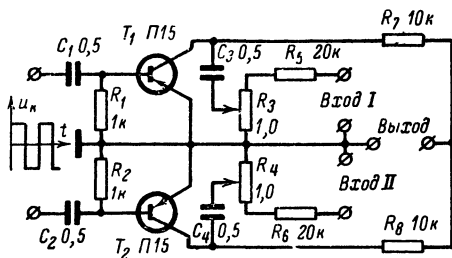 T₁ П15
R₇ 10к
C₁ 0,5
C₃ 0,5
R₅ 20к
uк
t
R₁
1к
R₃
1,0
Вход I
Выход
R₂
1к
R₄
1,0
Вход II
C₂ 0,5
T₂ П15
C₄ 0,5
R₆ 20к
R₈ 10к